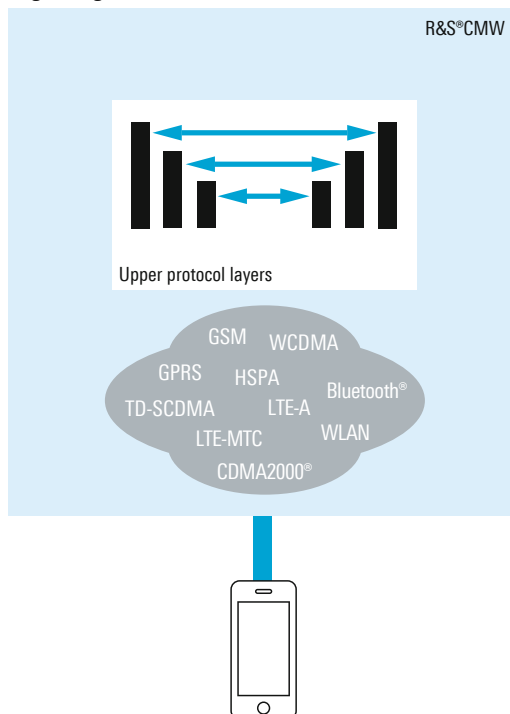 R&S®CMW
Upper protocol layers
GSM WCDMA
GPRS HSPA Bluetooth®
TD-SCDMA LTE-A
LTE-MTC WLAN
CDMA2000®